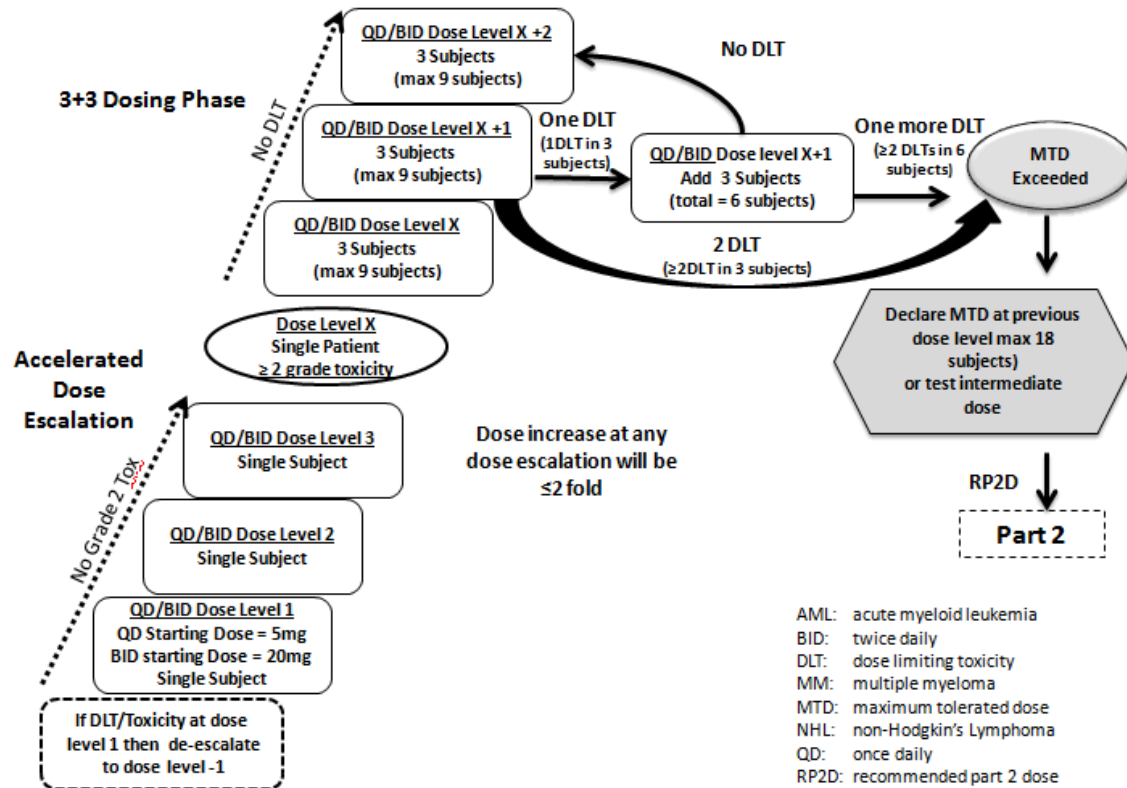 QD/BID Dose Level X +2
3 Subjects
(max 9 subjects)
No DLT
3+3 Dosing Phase
No DLT
QD/BID Dose Level X +1
3 Subjects
(max 9 subjects)
One DLT
(1DLT in 3
subjects)
QD/BID Dose level X+1
Add 3 Subjects
(total = 6 subjects)
One more DLT
(≥2 DLTs in 6
subjects)
MTD
Exceeded
QD/BID Dose Level X
3 Subjects
(max 9 subjects)
2 DLT
(≥2DLT in 3 subjects)
Declare MTD at previous
dose level max 18
subjects)
or test intermediate
dose
Dose Level X
Single Patient
≥ 2 grade toxicity
Accelerated
Dose
Escalation
No Grade 2 Tox
QD/BID Dose Level 3
Single Subject
Dose increase at any
dose escalation will be
≤2 fold
RP2D
Part 2
QD/BID Dose Level 2
Single Subject
QD/BID Dose Level 1
QD Starting Dose = 5mg
BID starting Dose = 20mg
Single Subject
If DLT/Toxicity at dose
level 1 then de-escalate
to dose level -1
AML: acute myeloid leukemia
BID: twice daily
DLT: dose limiting toxicity
MM: multiple myeloma
MTD: maximum tolerated dose
NHL: non-Hodgkin's Lymphoma
QD: once daily
RP2D: recommended part 2 dose